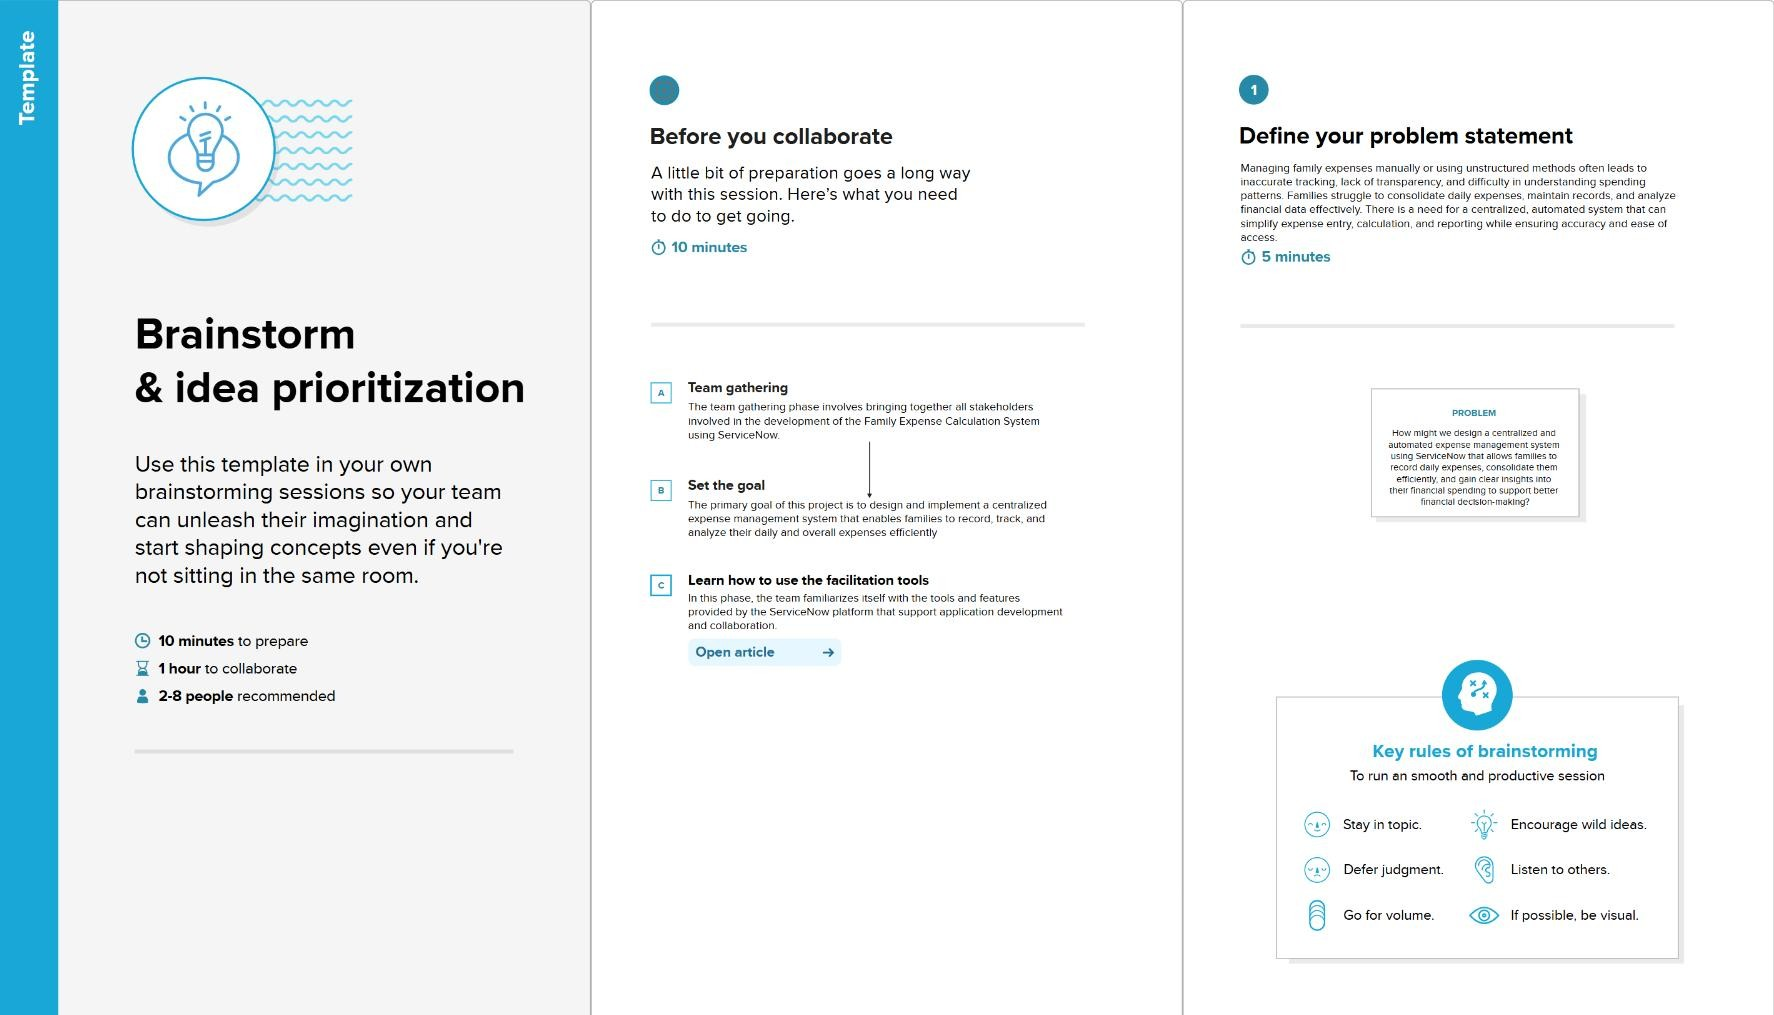 Template
Brainstorm
& idea prioritization
Use this template in your own
brainstorming sessions so your team
can unleash their imagination and
start shaping concepts even if you're
not sitting in the same room.
10 minutes to prepare
1 hour to collaborate
2-8 people recommended
Before you collaborate
A little bit of preparation goes a long way
with this session. Here’s what you need
to do to get going.
10 minutes
A
Team gathering
The team gathering phase involves bringing together all stakeholders
involved in the development of the Family Expense Calculation System
using ServiceNow.
B
Set the goal
The primary goal of this project is to design and implement a centralized
expense management system that enables families to record, track, and
analyze their daily and overall expenses efficiently
C
Learn how to use the facilitation tools
In this phase, the team familiarizes itself with the tools and features
provided by the ServiceNow platform that support application development
and collaboration.
Open article
1
Define your problem statement
Managing family expenses manually or using unstructured methods often leads to
inaccurate tracking, lack of transparency, and difficulty in understanding spending
patterns. Families struggle to consolidate daily expenses, maintain records, and analyze
financial data effectively. There is a need for a centralized, automated system that can
simplify expense entry, calculation, and reporting while ensuring accuracy and ease of
access.
5 minutes
PROBLEM
How might we design a centralized and
automated expense management system
using ServiceNow that allows families to
record daily expenses, consolidate them
efficiently, and gain clear insights into
their financial spending to support better
financial decision-making?
Key rules of brainstorming
To run an smooth and productive session
Stay in topic.
Encourage wild ideas.
Defer judgment.
Listen to others.
Go for volume.
If possible, be visual.